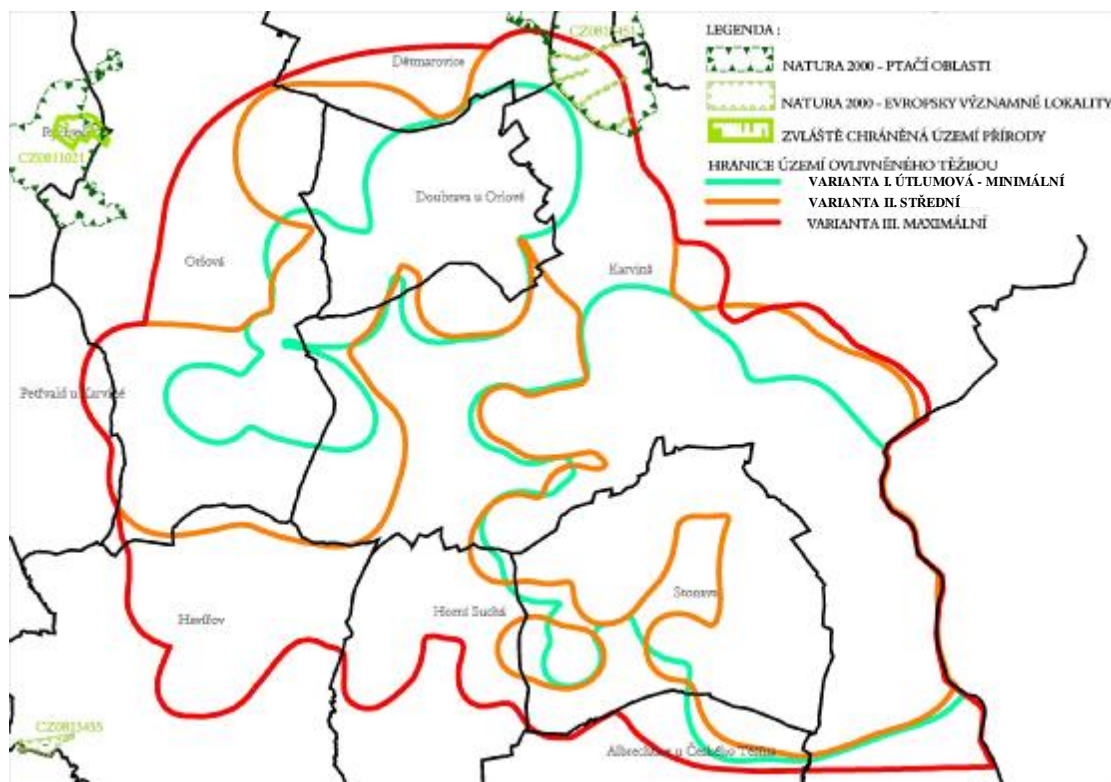 LEGENDA :
NATURA 2000 - PTAČÍ OBLASTI
NATURA 2000 - EVROPSKY VÝZNAMNÉ LOKALITY
ZVLÁŠTĚ CHRÁNĚNÁ ÚZEMÍ PŘÍRODY
HRANICE ÚZEMÍ OVLIVNĚNÉHO TĚŽBOU
VARIANTA I. ÚTLUMOVÁ - MINIMÁLNÍ
VARIANTA II. STŘEDNÍ
VARIANTA III. MAXIMÁLNÍ
CZ0813451
Dětmarovice
CZ0811021
Doubrava u Orlové
Orlová
Karviná
Petřvald u Karviné
Stonava
Horní Suchá
Havířov
CZ0813455
Albrechtice u Českého Těšína